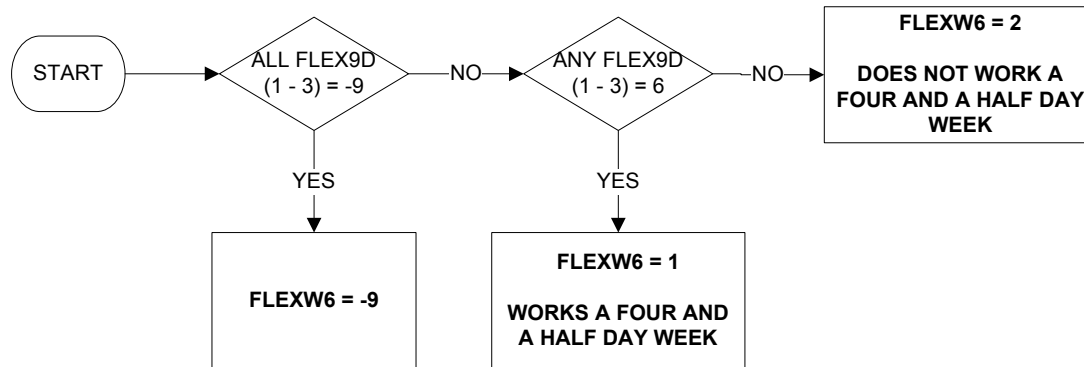 START
ALL FLEX9D
(1 - 3) = -9
NO
ANY FLEX9D
(1 - 3) = 6
NO
FLEXW6 = 2
DOES NOT WORK A
FOUR AND A HALF DAY
WEEK
YES
YES
FLEXW6 = -9
FLEXW6 = 1
WORKS A FOUR AND
A HALF DAY WEEK